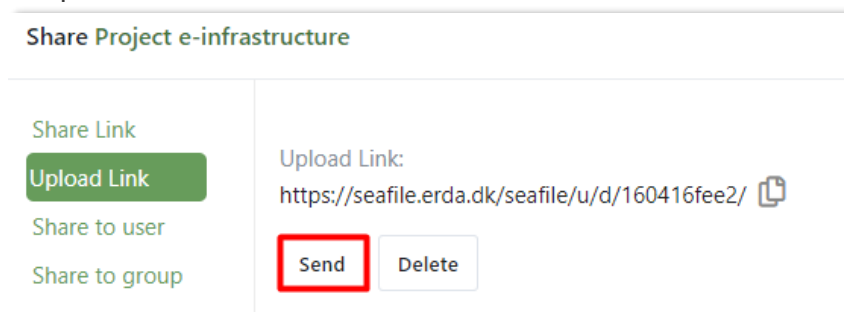 Share Project e-infrastructure
Share Link
Upload Link
Share to user
Share to group
Upload Link:
https://seafile.erda.dk/seafile/u/d/160416fee2/
Send Delete